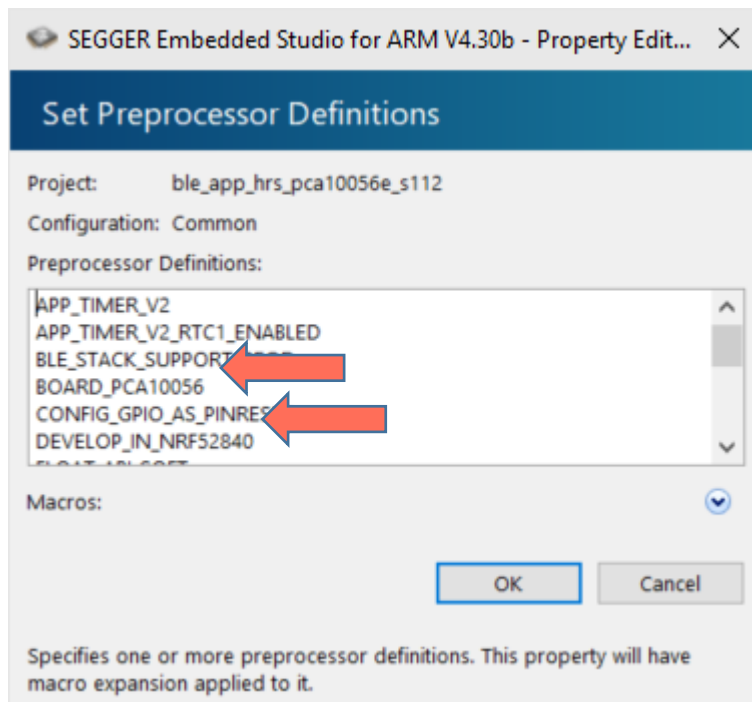 SEGGER Embedded Studio for ARM V4.30b - Property Edit...
Set Preprocessor Definitions
Project: ble_app_hrs_pca10056e_s112
Configuration: Common
Preprocessor Definitions:
APP_TIMER_V2
APP_TIMER_V2_RTC1_ENABLED
BOARD_PCA10056
DEVELOP_IN_NRF52840
Macros:
OK Cancel
Specifies one or more preprocessor definitions. This property will have
macro expansion applied to it.